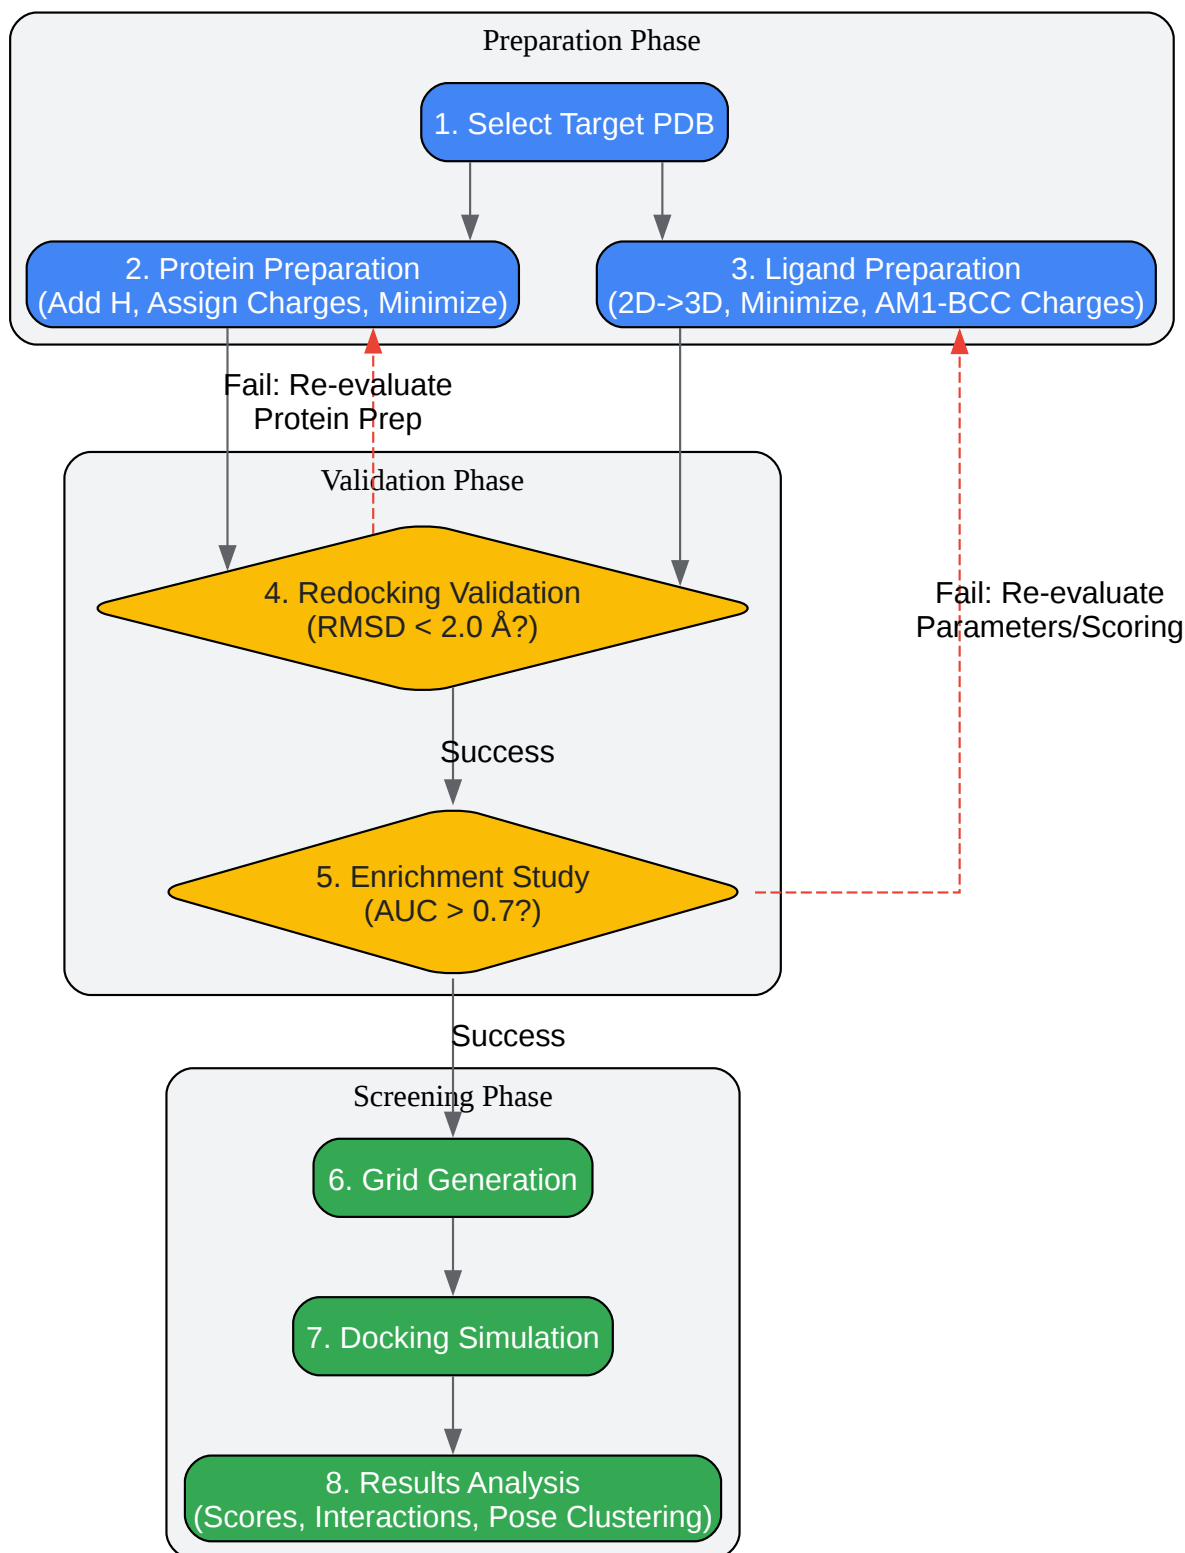 Preparation Phase
1. Select Target PDB
2. Protein Preparation
(Add H, Assign Charges, Minimize)
3. Ligand Preparation
(2D->3D, Minimize, AM1-BCC Charges)
Fail: Re-evaluate
Protein Prep
Validation Phase
4. Redocking Validation
(RMSD < 2.0 Å?)
Fail: Re-evaluate
Parameters/Scoring
Success
5. Enrichment Study
(AUC > 0.7?)
Success
Screening Phase
6. Grid Generation
7. Docking Simulation
8. Results Analysis
(Scores, Interactions, Pose Clustering)